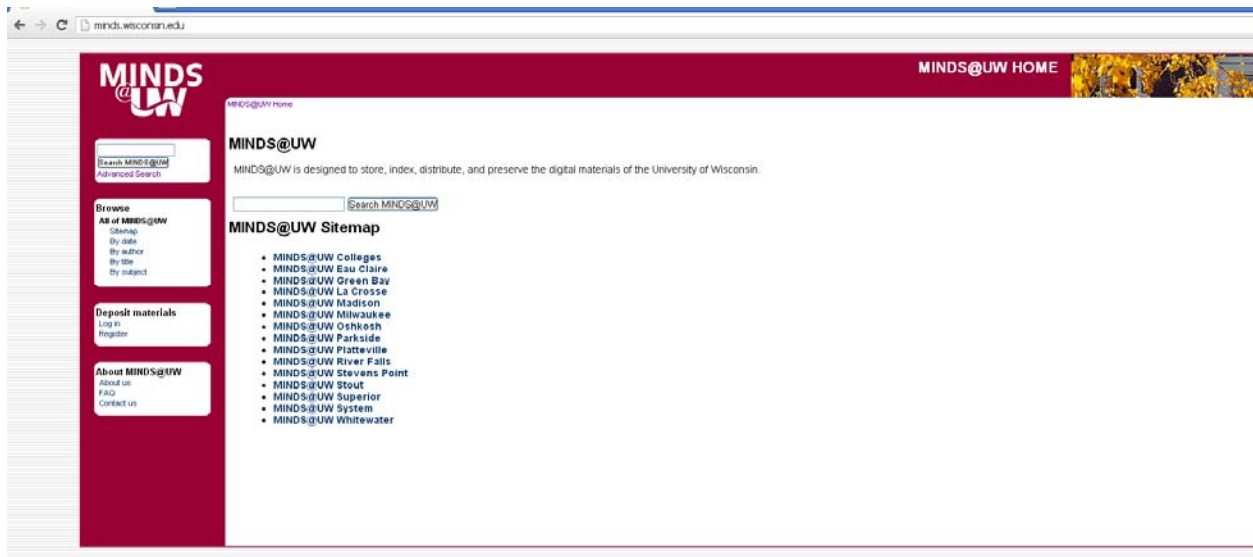 minds.wisconsin.edu
MINDS
@
UW
MINDS@UW HOME
MINDS@UW Home
Search MINDS@UW
Advanced Search
Browse
All of MINDS@UW
Sitemap
By date
By author
By title
By subject
Deposit materials
Log in
Register
About MINDS@UW
About us
FAQ
Contact us
MINDS@UW
MINDS@UW is designed to store, index, distribute, and preserve the digital materials of the University of Wisconsin.
Search MINDS@UW
MINDS@UW Sitemap
MINDS@UW Colleges
MINDS@UW Eau Claire
MINDS@UW Green Bay
MINDS@UW La Crosse
MINDS@UW Madison
MINDS@UW Milwaukee
MINDS@UW Oshkosh
MINDS@UW Parkside
MINDS@UW Platteville
MINDS@UW River Falls
MINDS@UW Stevens Point
MINDS@UW Stout
MINDS@UW Superior
MINDS@UW System
MINDS@UW Whitewater